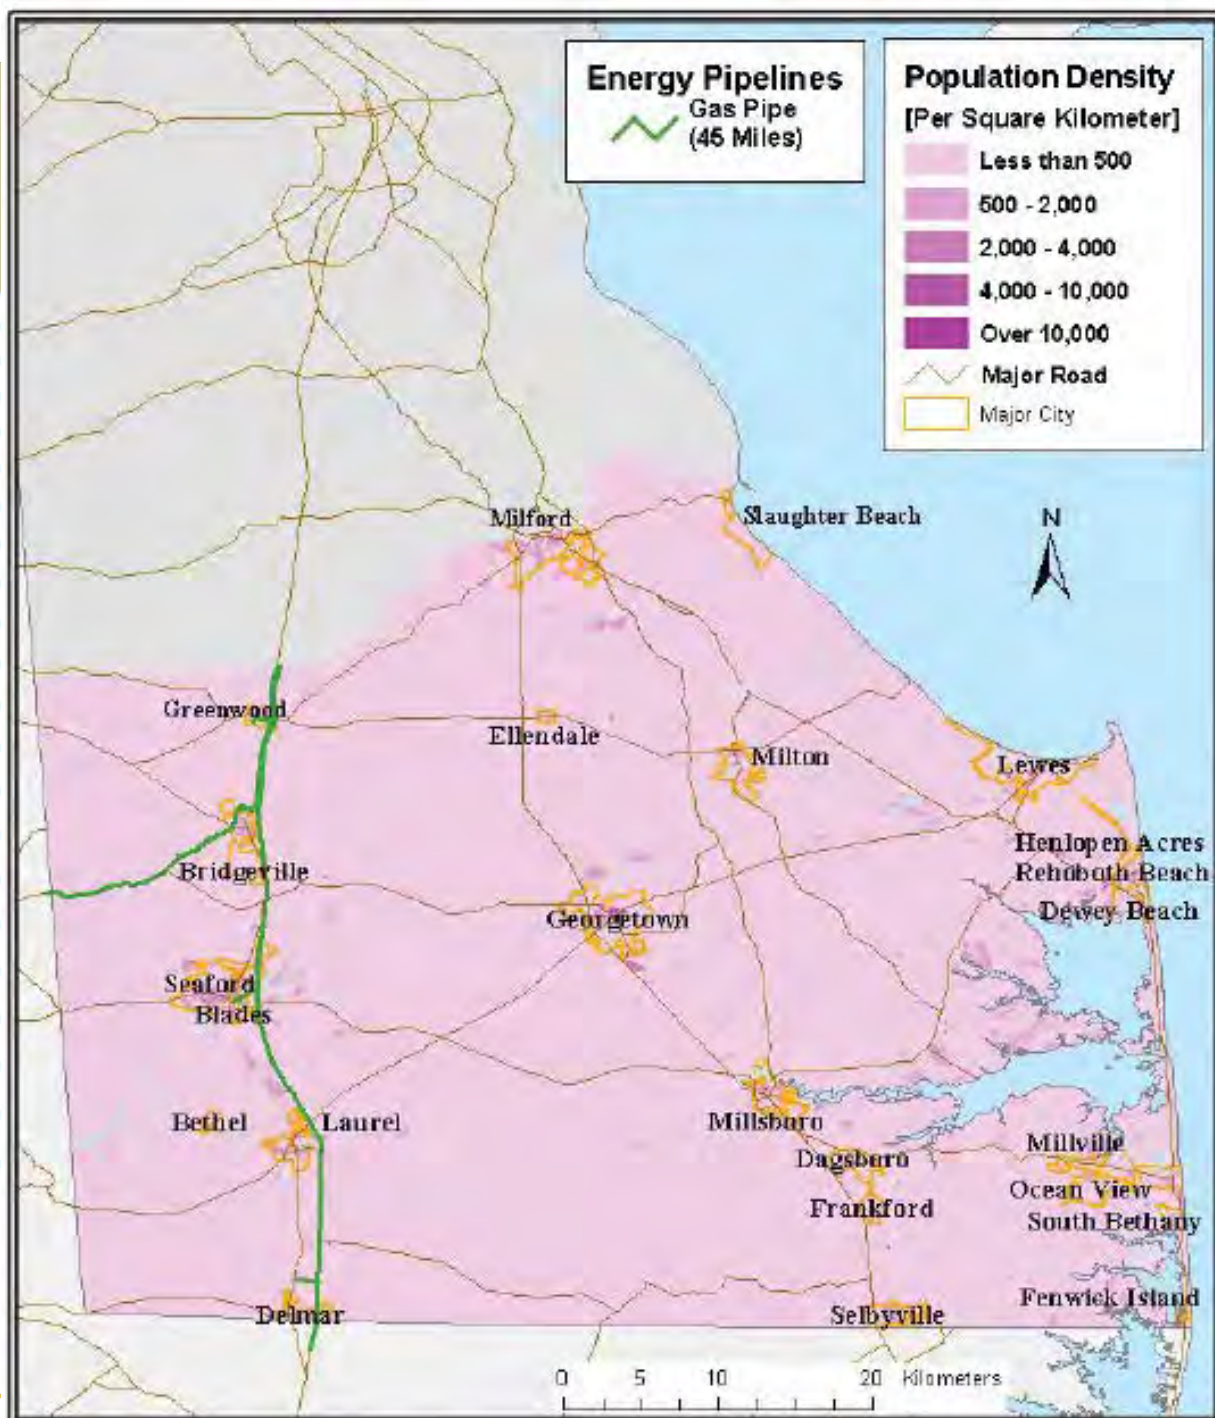 Energy Pipelines
Gas Pipe
(45 Miles)
Population Density
[Per Square Kilometer]
Less than 500
500 - 2,000
2,000 - 4,000
4,000 - 10,000
Over 10,000
Major Road
Major City
Milford
Slaughter Beach
N
Greenwood
Ellendale
Milton
Lewes
Henlopen Acres
Bridgeville
Rehoboth Beach
Georgetown
Dewey Beach
Seaford
Blades
Bethel
Laurel
Millsboro
Millville
Dagsboro
Ocean View
Frankford
South Bethany
Fenwick Island
Delmar
Selbyville
0 5 10 20 Kilometers